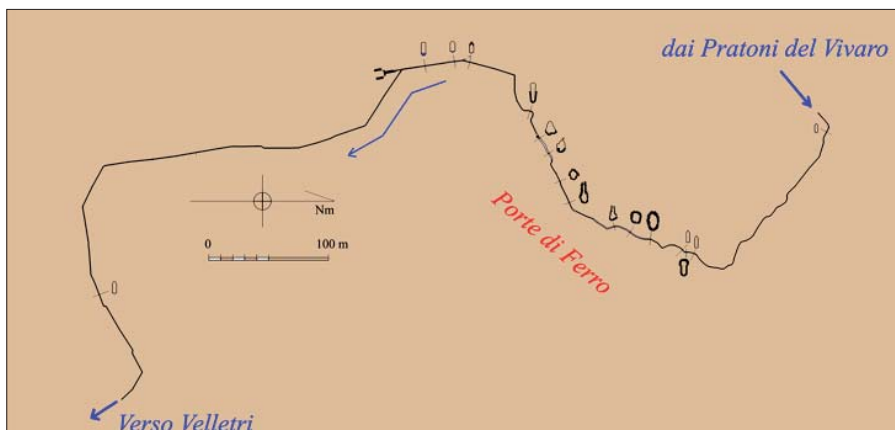 dai Pratoni del Vivaro
Porte di Ferro
Nm
0 100 m
Verso Velletri